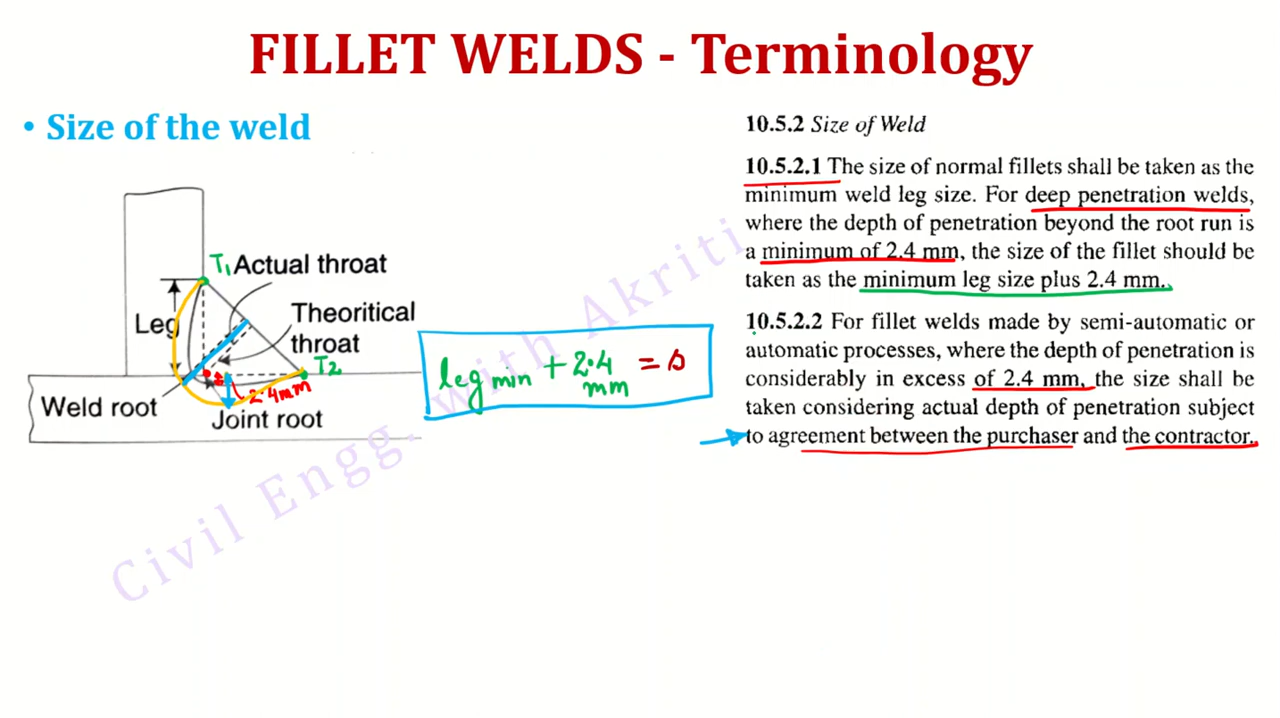 FILLET WELDS - Terminology
• Size of the weld
T1 Actual throat
Leg
Theoritical
throat
T2
2.4mm
Weld root
Joint root
leg min + 2.4 mm = s
10.5.2 Size of Weld
10.5.2.1 The size of normal fillets shall be taken as the
minimum weld leg size. For deep penetration welds,
where the depth of penetration beyond the root run is
a minimum of 2.4 mm, the size of the fillet should be
taken as the minimum leg size plus 2.4 mm.
10.5.2.2 For fillet welds made by semi-automatic or
automatic processes, where the depth of penetration is
considerably in excess of 2.4 mm, the size shall be
taken considering actual depth of penetration subject
to agreement between the purchaser and the contractor.
Civil Engg. with Akriti